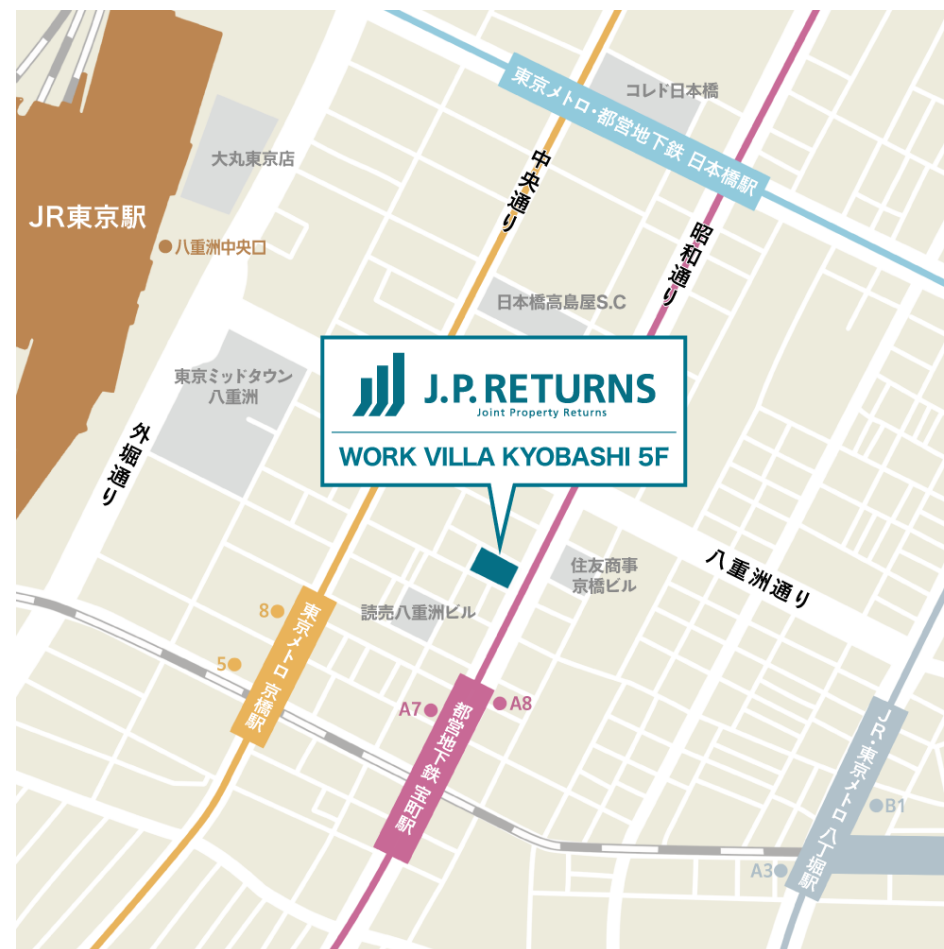 コレド日本橋
東京メトロ・都営地下鉄 日本橋駅
大丸東京店
中央通り
JR東京駅
八重洲中央口
昭和通り
日本橋高島屋S.C
東京ミッドタウン
八重洲
J.P.RETURNS
Joint Property Returns
WORK VILLA KYOBASHI 5F
外堀通り
八重洲通り
住友商事
京橋ビル
読売八重洲ビル
8
東京メトロ 京橋駅
5
A7
A8
都営地下鉄 宝町駅
JR・東京メトロ 八丁堀駅
B1
A3